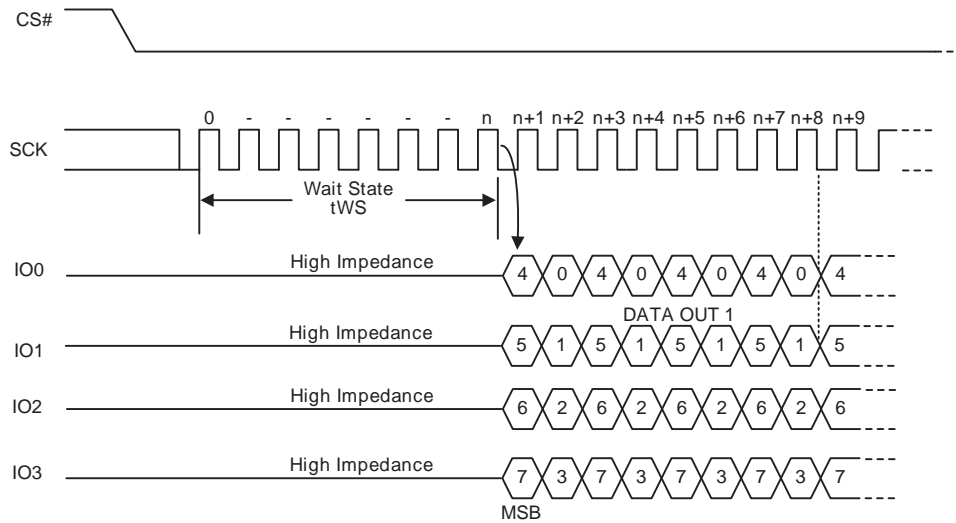 CS#
0 - - - - - - n n+1 n+2 n+3 n+4 n+5 n+6 n+7 n+8 n+9
SCK
Wait State
tWS
IO0 High Impedance 4 0 4 0 4 0 4 0 4
DATA OUT 1
IO1 High Impedance 5 1 5 1 5 1 5 1 5
IO2 High Impedance 6 2 6 2 6 2 6 2 6
IO3 High Impedance 7 3 7 3 7 3 7 3 7
MSB